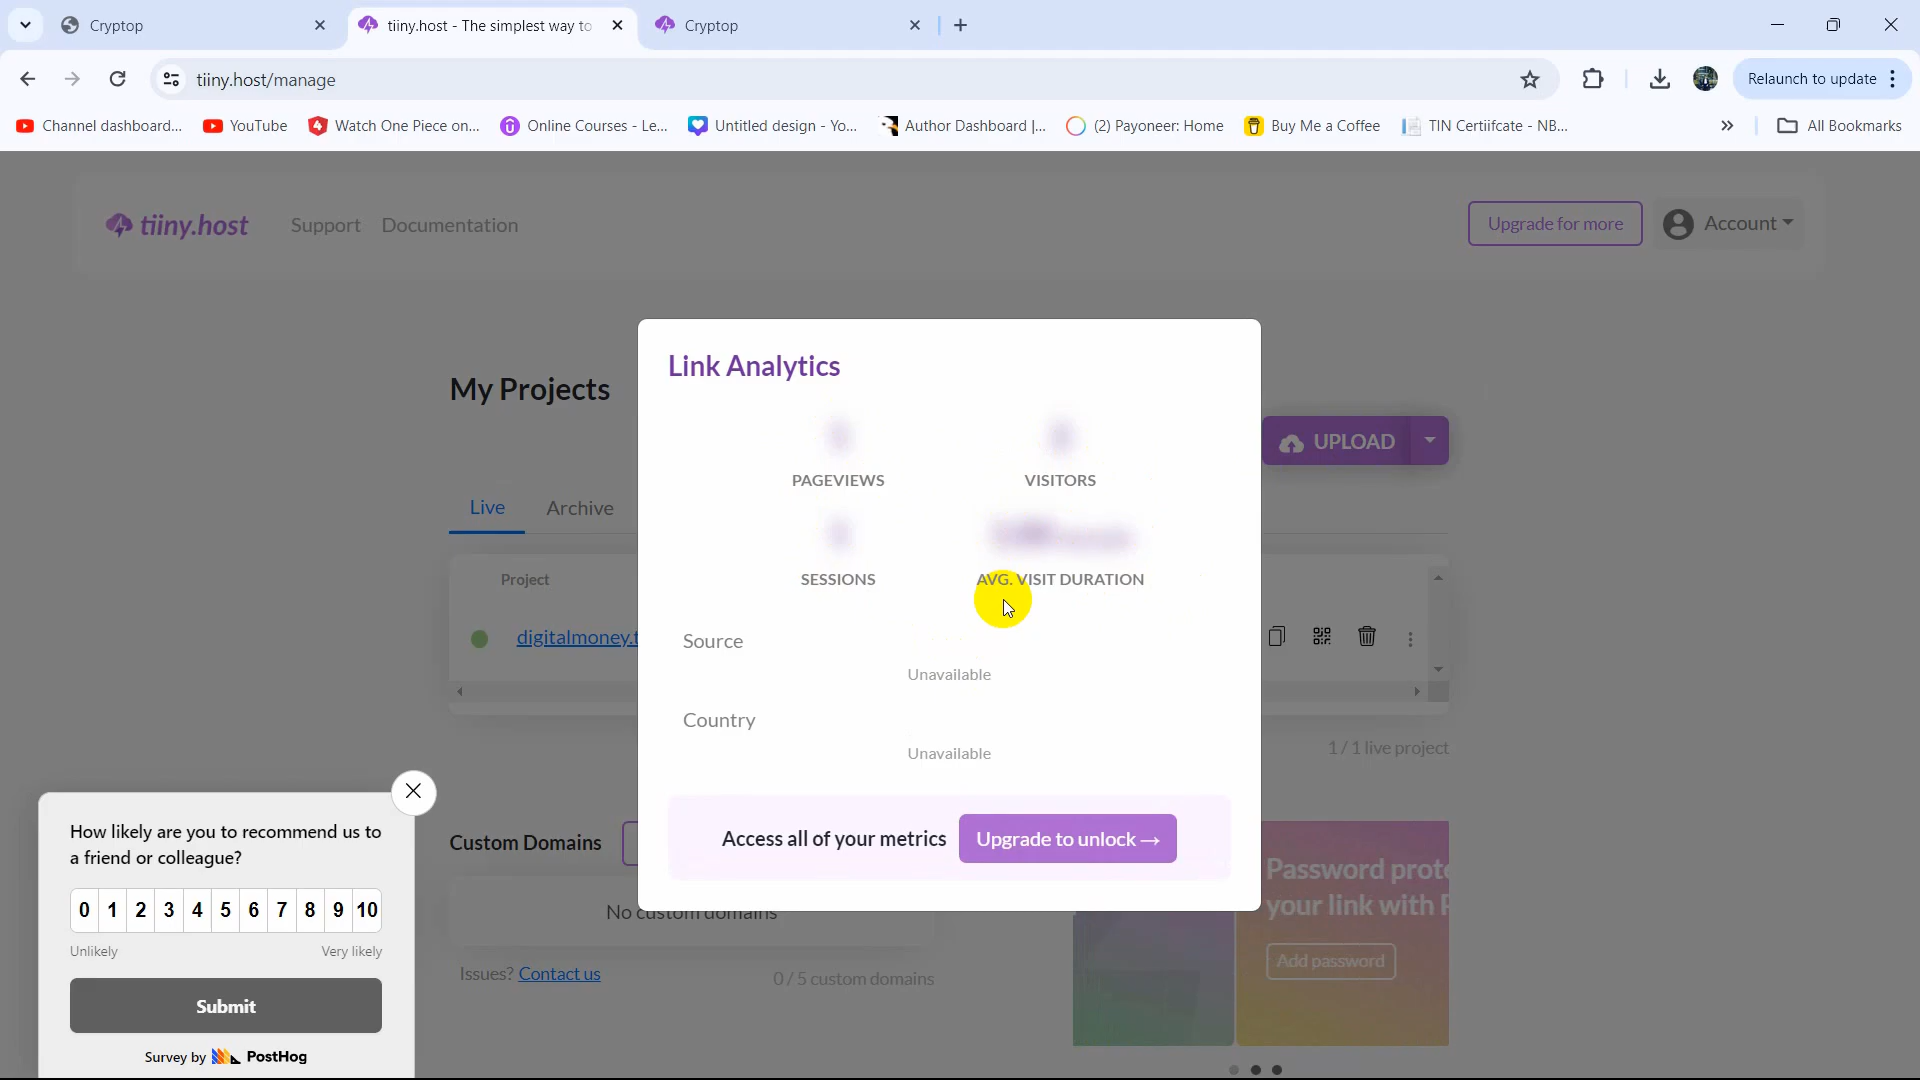 Cryptop
tiiny.host - The simplest way to
Cryptop
tiiny.host/manage
Relaunch to update
Channel dashboard...
YouTube
Watch One Piece on...
Online Courses - Le...
Untitled design - Yo...
Author Dashboard |...
(2) Payoneer: Home
Buy Me a Coffee
TIN Certiifcate - NB...
All Bookmarks
tiiny.host
Support
Documentation
Upgrade for more
Account
My Projects
UPLOAD
Live
Archive
Project
digitalmoney.t
1 / 1 live project
Link Analytics
PAGEVIEWS
VISITORS
SESSIONS
AVG. VISIT DURATION
Source
Unavailable
Country
Unavailable
Access all of your metrics
Upgrade to unlock →
Custom Domains
No custom domains
Issues? Contact us
0 / 5 custom domains
Password prote
your link with P
Add password
How likely are you to recommend us to
a friend or colleague?
0 1 2 3 4 5 6 7 8 9 10
Unlikely
Very likely
Submit
Survey by PostHog